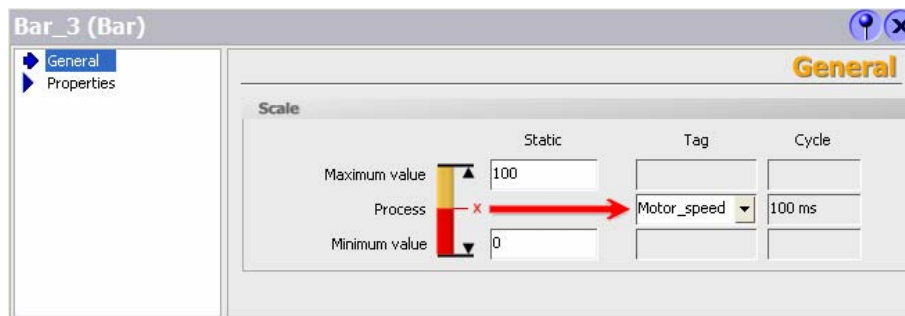 Bar_3 (Bar)
General
Properties
General
Scale
Static Tag Cycle
Maximum value 100
Process x Motor_speed 100 ms
Minimum value 0